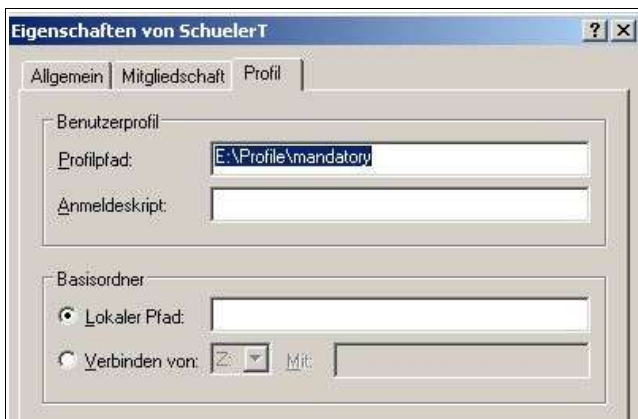 Eigenschaften von SchuelerT
Allgemein Mitgliedschaft Profil
Benutzerprofil
Profilpfad: E:\Profile\mandatory
Anmeldeskript:
Basisordner
Lokaler Pfad:
Verbinden von: Z: Mit: